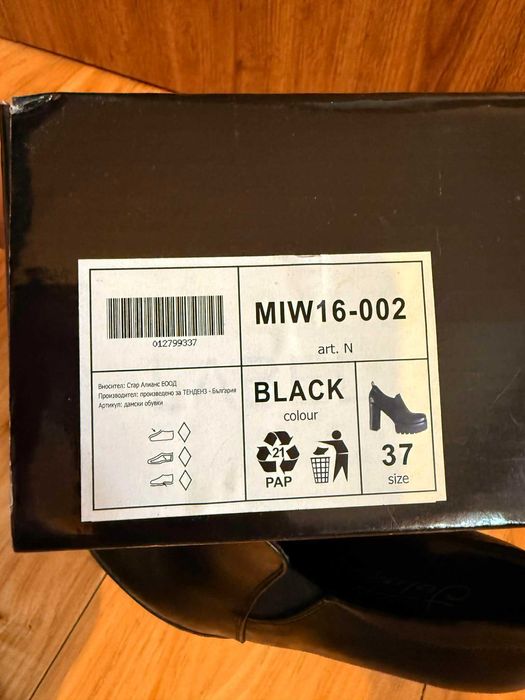 012799337
MIW16-002
art. N
Вносител: Стар Алианс ЕООД
Производител: произведено за ТЕНДЕНЗ - България
Артикул: дамски обувки
BLACK
colour
21
PAP
37
size